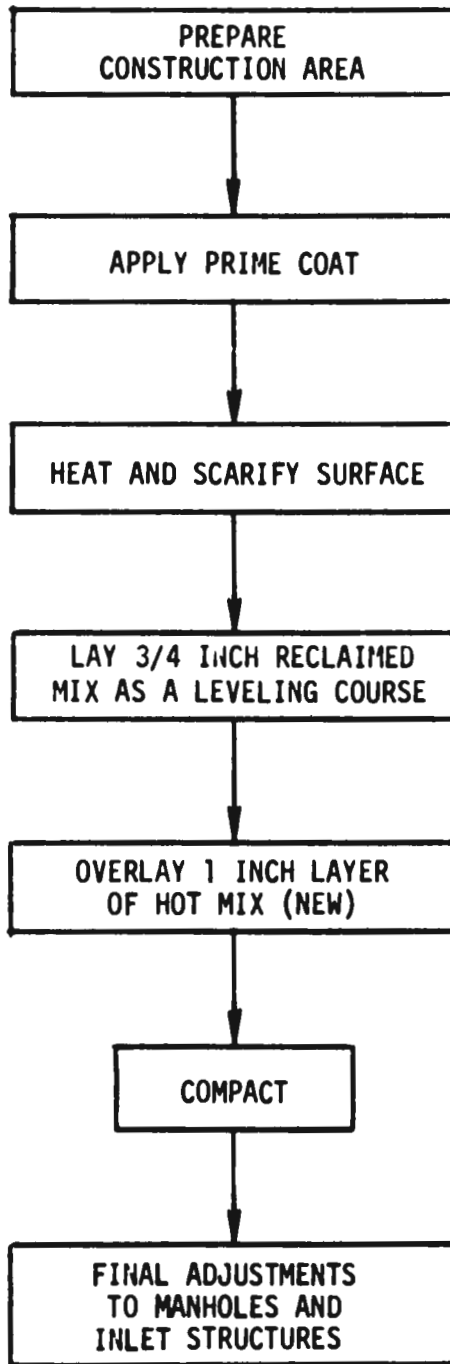 PREPARE
CONSTRUCTION AREA
APPLY PRIME COAT
HEAT AND SCARIFY SURFACE
LAY 3/4 INCH RECLAIMED
MIX AS A LEVELING COURSE
OVERLAY 1 INCH LAYER
OF HOT MIX (NEW)
COMPACT
FINAL ADJUSTMENTS
TO MANHOLES AND
INLET STRUCTURES